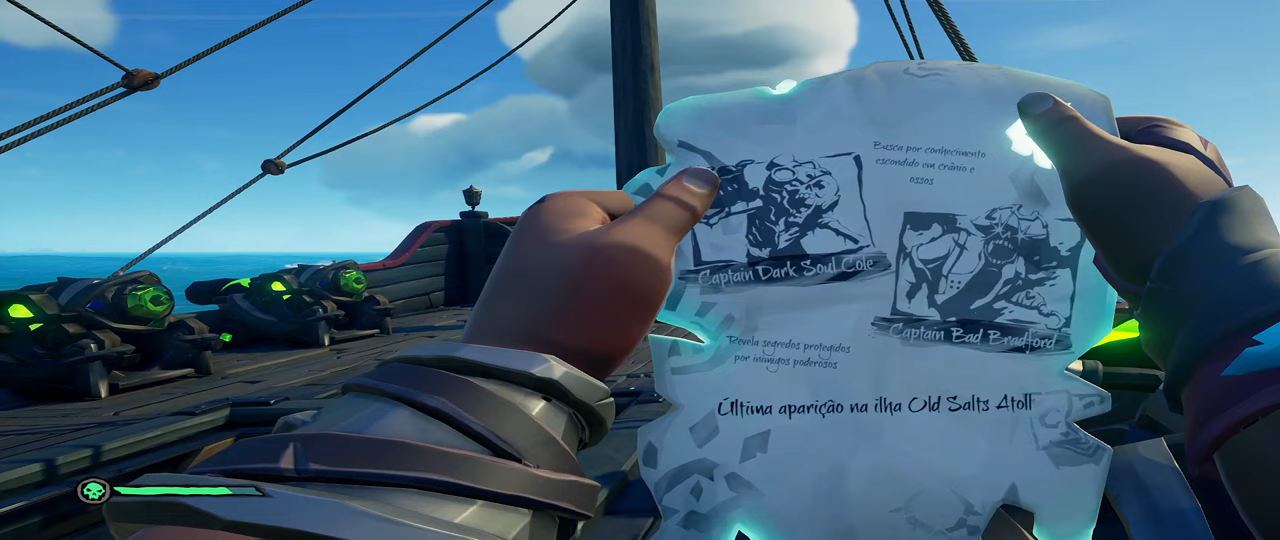 Busca por conhecimento
escondido em crânio e
ossos
Captain Dark Soul Cole
Captain Bad Bradford
Revela segredos protegidos
por inimigos poderosos
Última aparição na ilha Old Salts Atoll